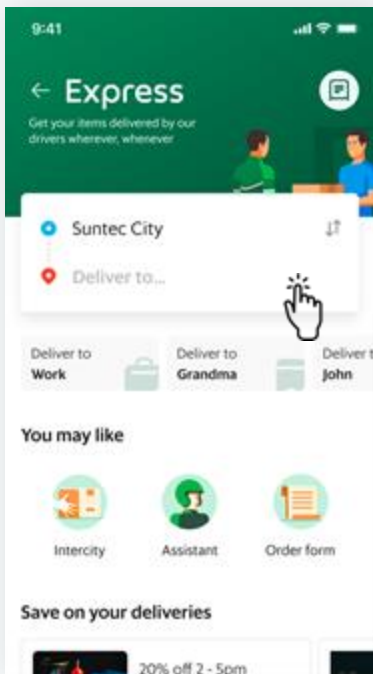 9:41
Express
Get your items delivered by our
drivers wherever, whenever
Suntec City
Deliver to...
Deliver to
Work
Deliver to
Grandma
Deliver t
John
You may like
Intercity
Assistant
Order form
Save on your deliveries
20% off 2 - 5pm